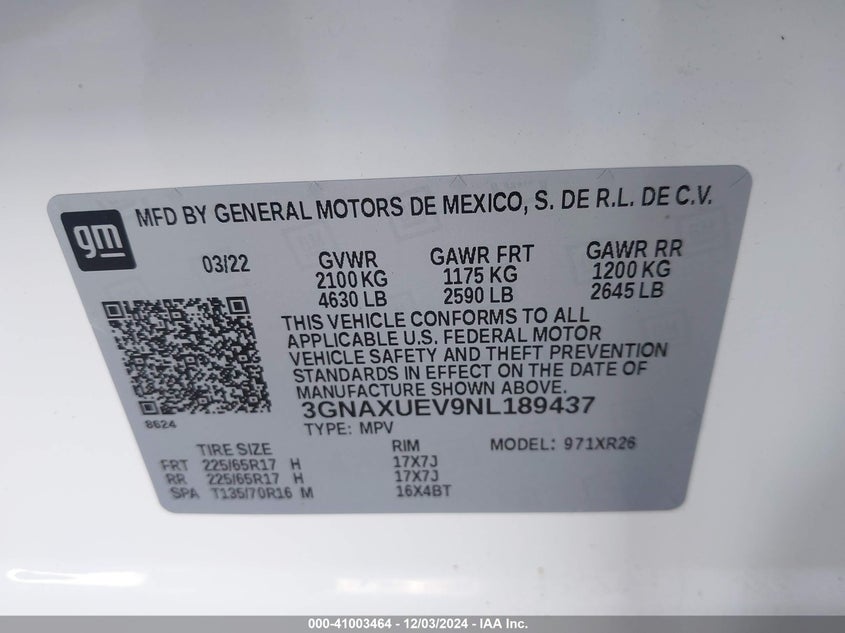 gm
MFD BY GENERAL MOTORS DE MEXICO, S. DE R.L. DE C.V.
03/22 GVWR GAWR FRT GAWR RR
2100 KG 1175 KG 1200 KG
4630 LB 2590 LB 2645 LB
THIS VEHICLE CONFORMS TO ALL
APPLICABLE U.S. FEDERAL MOTOR
VEHICLE SAFETY AND THEFT PREVENTION
STANDARDS IN EFFECT ON THE DATE OF
MANUFACTURE SHOWN ABOVE.
8624
3GNAXUEV9NL189437
TYPE: MPV
TIRE SIZE RIM MODEL: 971XR26
FRT 225/65R17 H 17X7J
RR 225/65R17 H 17X7J
SPA T135/70R16 M 16X4BT
000-41003464 - 12/03/2024 - IAA Inc.